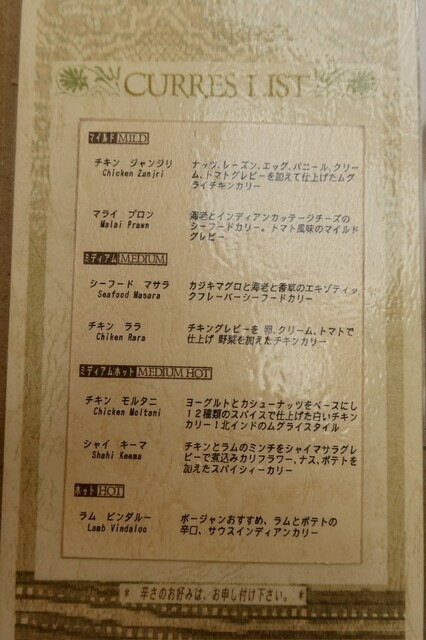 CURRES LIST
マイルド MILD
チキン ジャンジリ ナッツ、レーズン、エッグ、パニール、クリー
Chicken Zanjri ム、トマトグレビーを加えて仕上げたムグ
ライチキンカリー
マライ プロン 海老とインディアンカッテージチーズの
Malai Prawn シーフードカリー。トマト風味のマイルド
グレビー
ミディアム MEDIUM
シーフード マサラ カジキマグロと海老と香草のエキゾティッ
Seafood Masara クフレーバーシーフードカリー
チキン ララ チキングレビーを 卵、クリーム、トマトで
Chiken Rara 仕上げ 野菜を加えたチキンカリー
ミディアムホット MEDIUM HOT
チキン モルタニ ヨーグルトとカシューナッツをベースにし
Chicken Moltani 12種類のスパイスで仕上げた白いチキン
カリー！北インドのムグライスタイル
シャイ キーマ チキンとラムのミンチをシャイマサラグレ
Shahi Keema ビーで煮込みカリフラワー、ナス、ポテトを
加えたスパイシィーカリー
ホット HOT
ラム ビンダルー ボージャンおすすめ、ラムとポテトの
Lamb Vindaloo 辛口、サウスインディアンカリー
* 辛さのお好みは、お申し付け下さい。 *